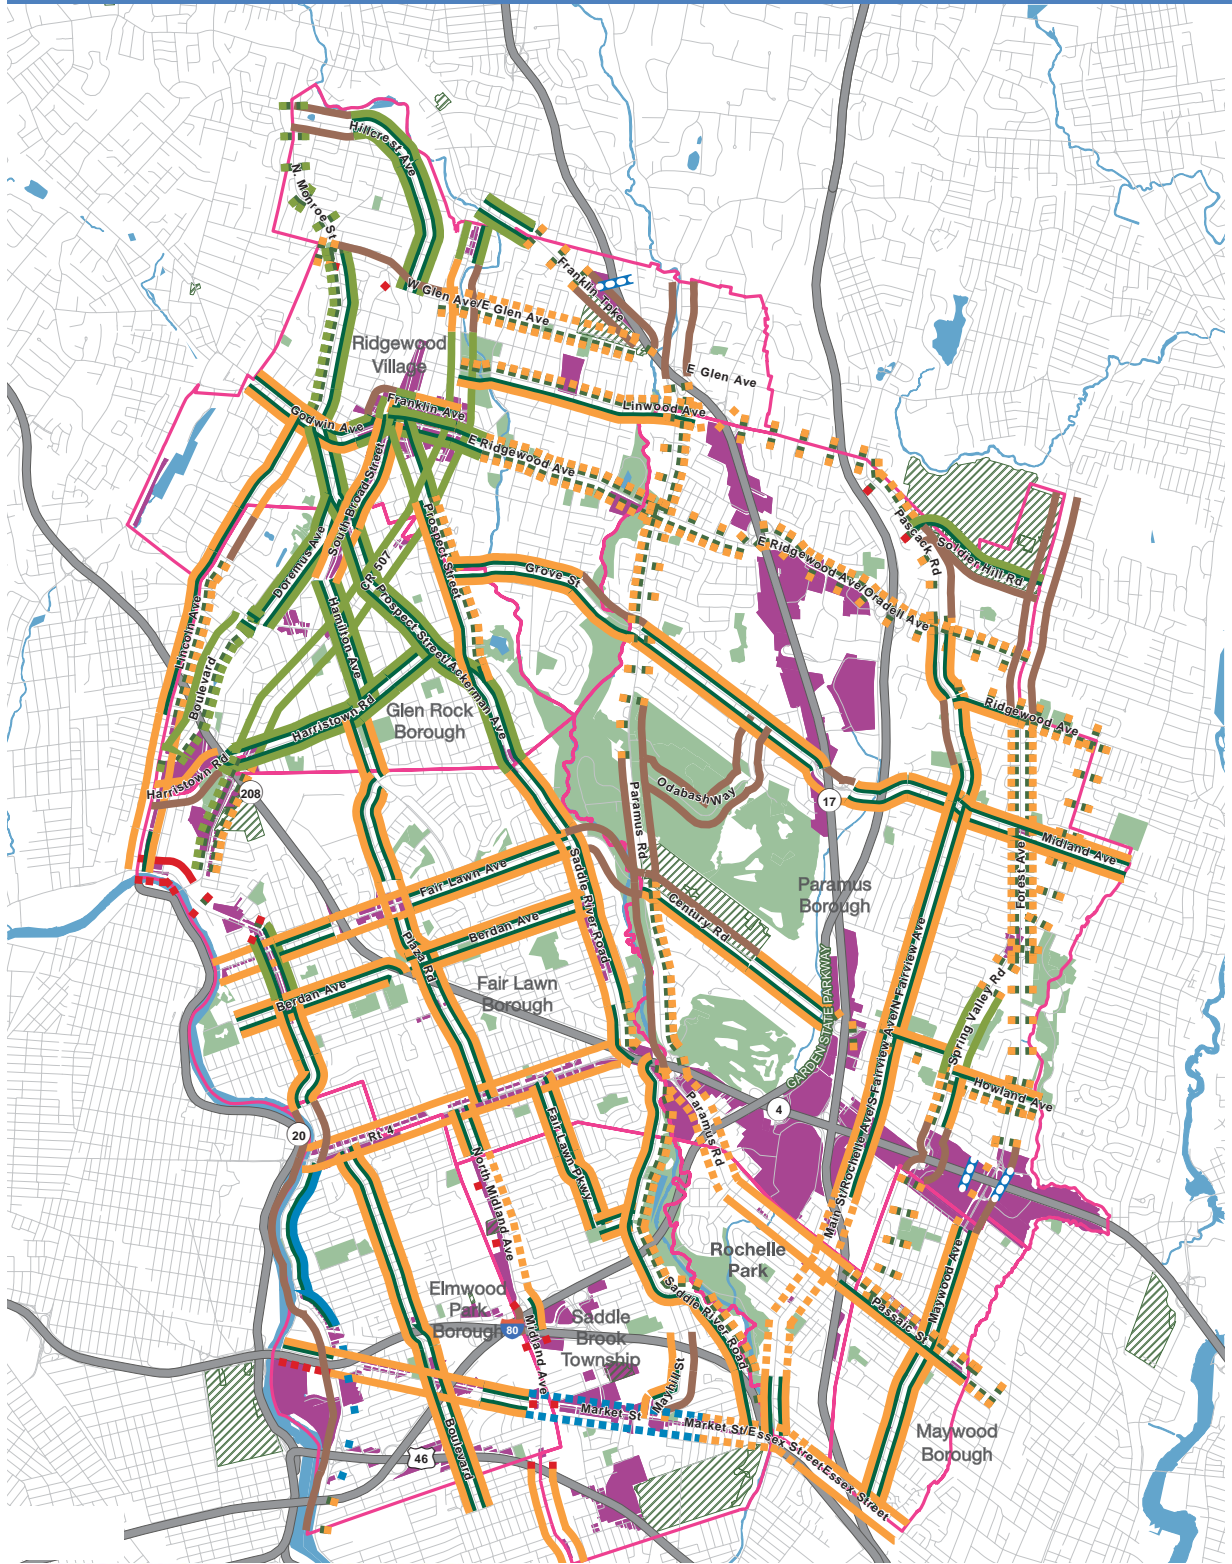 Hillcrest Ave
N. Monroe St
Franklin Tpke
W Glen Ave/E Glen Ave
Ridgewood
Village
E Glen Ave
Franklin Ave
Linwood Ave
Godwin Ave
E Ridgewood Ave
South Broad Street
Prospect Street
Pascack Rd
Soldier Hill Rd
E Ridgewood Ave/Oradell Ave
Doremus Ave
CR 507
Grove St
Lincoln Ave
Hamilton Ave
Prospect Street/Ackerman Ave
Boulevard
Harristown Rd
Glen Rock
Borough
Ridgewood Ave
Harristown Rd
208
Odabash Way
Paramus Rd
17
Midland Ave
Fair Lawn Ave
Saddle River Road
Forest Ave
Paramus
Borough
Century Rd
Berdan Ave
Plaza Rd
Fair Lawn
Borough
Berdan Ave
Main St/Rochelle Ave/S Fairview Ave/N Fairview Ave
Spring Valley Rd
GARDEN STATE PARKWAY
Howland Ave
4
20
Rt. 4
Paramus Rd
Fair Lawn Pkwy
North Midland Ave
Rochelle
Park
Maywood Ave
Elmwood
Park
Borough
80
Saddle
Brook
Township
Saddle River Road
Passaic St
Midland Ave
Mayhill St
Market St
Market St/Essex Street
Essex Street
Boulevard
46
Maywood
Borough